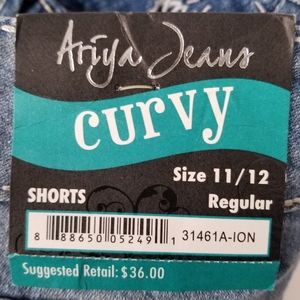 Ariya Jeans
curvy
Size 11/12
SHORTS Regular
8 88650 05249 1 31461A-ION
Suggested Retail: $36.00